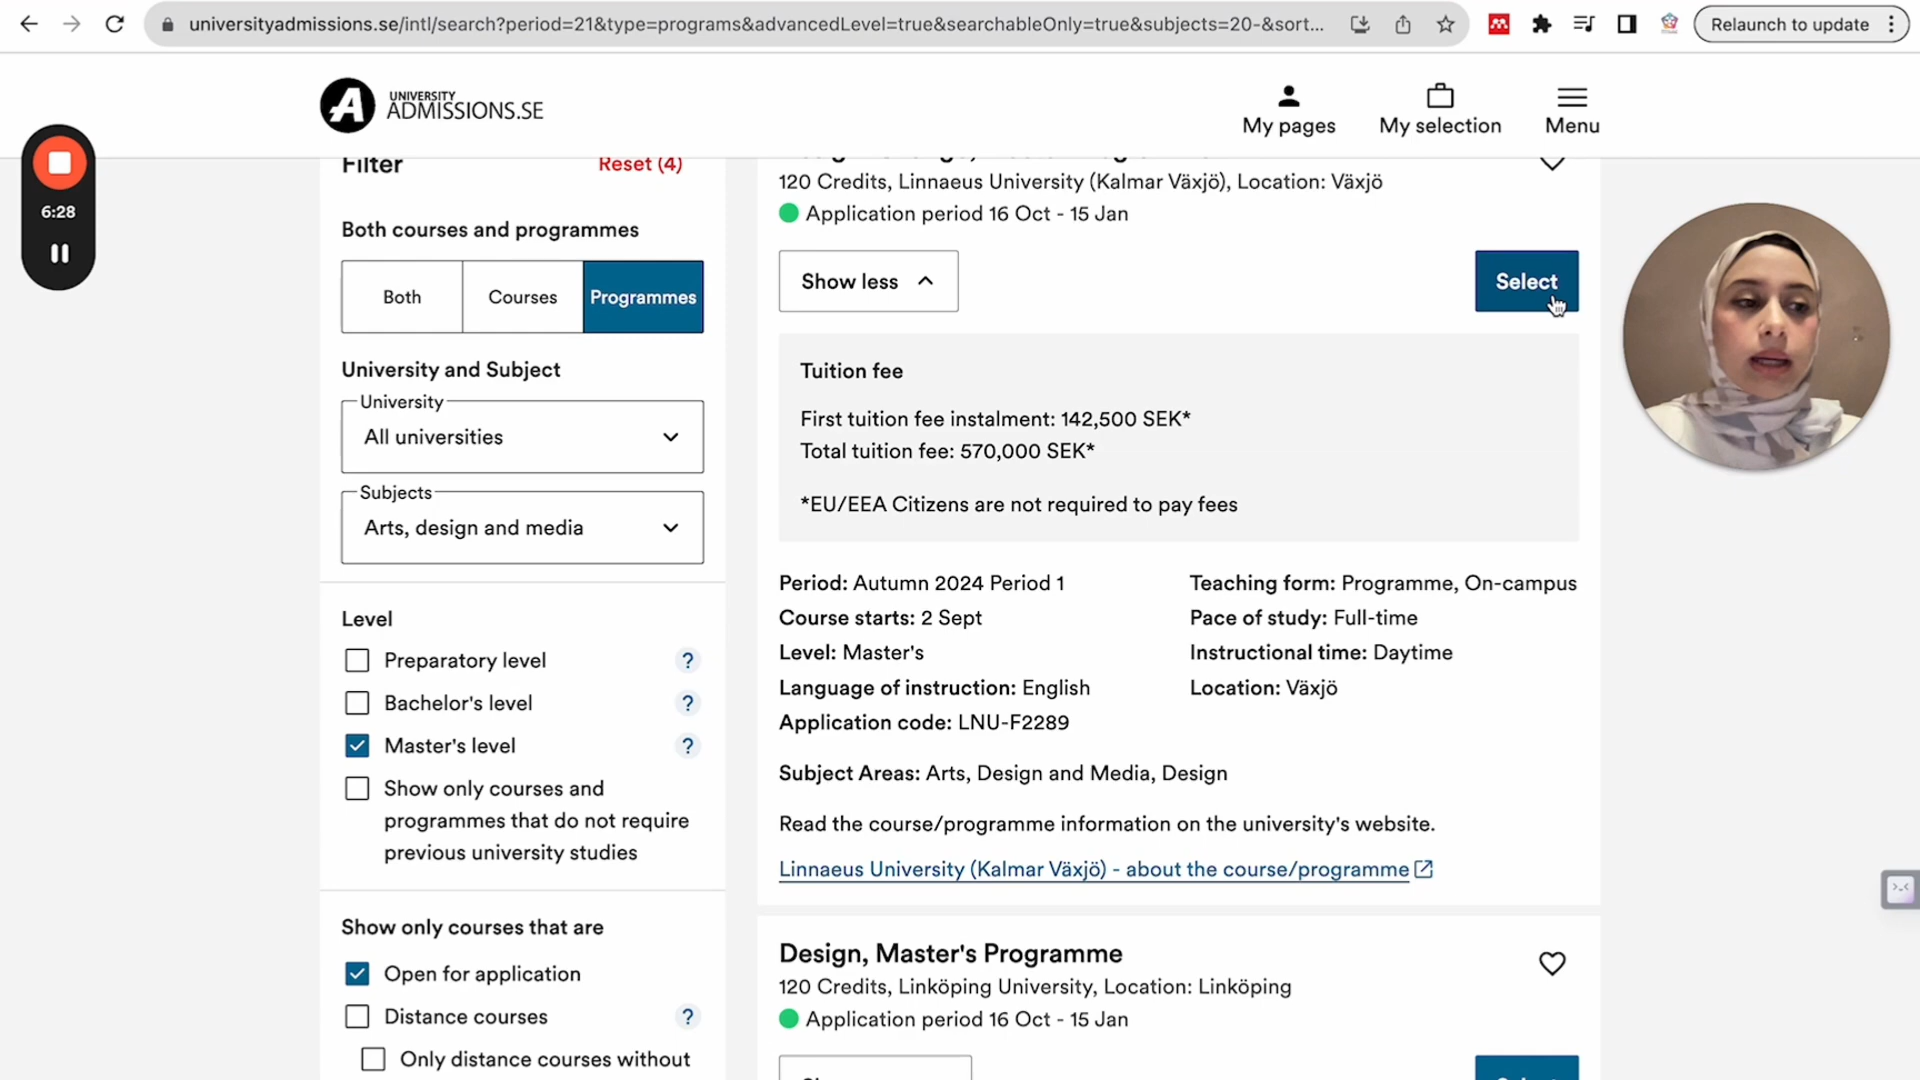 universityadmissions.se/intl/search?period=21&type=programs&advancedLevel=true&searchableOnly=true&subjects=20-&sort...
Relaunch to update
UNIVERSITY
ADMISSIONS.SE
My pages
My selection
Menu
6:28
Filter
Reset (4)
Both courses and programmes
Both
Courses
Programmes
University and Subject
University
All universities
Subjects
Arts, design and media
Level
Preparatory level ?
Bachelor's level ?
Master's level ?
Show only courses and
programmes that do not require
previous university studies
Show only courses that are
Open for application
Distance courses ?
Only distance courses without
120 Credits, Linnaeus University (Kalmar Växjö), Location: Växjö
Application period 16 Oct - 15 Jan
Show less
Select
Tuition fee
First tuition fee instalment: 142,500 SEK*
Total tuition fee: 570,000 SEK*
*EU/EEA Citizens are not required to pay fees
Period: Autumn 2024 Period 1
Course starts: 2 Sept
Level: Master's
Language of instruction: English
Application code: LNU-F2289
Teaching form: Programme, On-campus
Pace of study: Full-time
Instructional time: Daytime
Location: Växjö
Subject Areas: Arts, Design and Media, Design
Read the course/programme information on the university's website.
Linnaeus University (Kalmar Växjö) - about the course/programme
Design, Master's Programme
120 Credits, Linköping University, Location: Linköping
Application period 16 Oct - 15 Jan